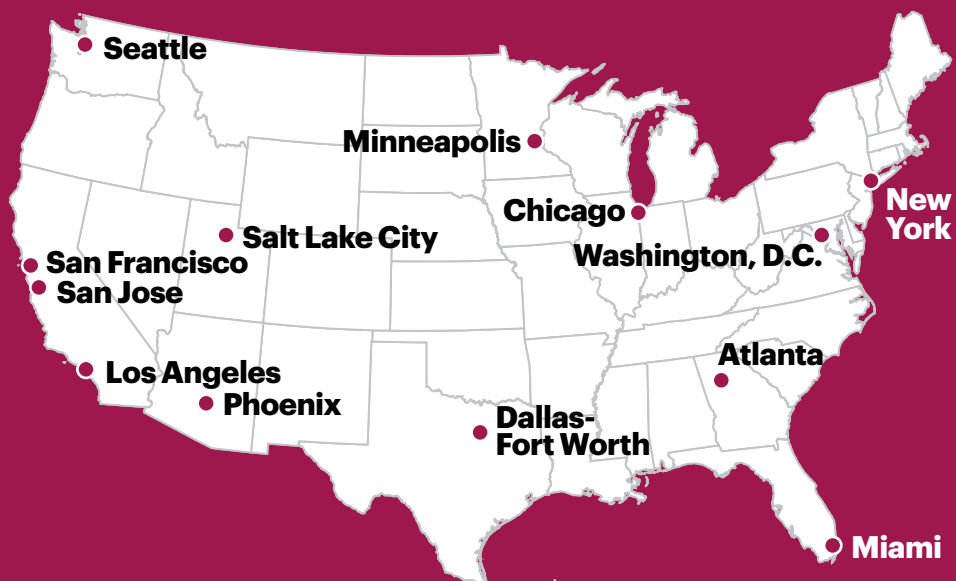 Seattle
Minneapolis
New
York
Chicago
Salt Lake City
Washington, D.C.
San Francisco
San Jose
Atlanta
Los Angeles
Phoenix
Dallas-
Fort Worth
Miami